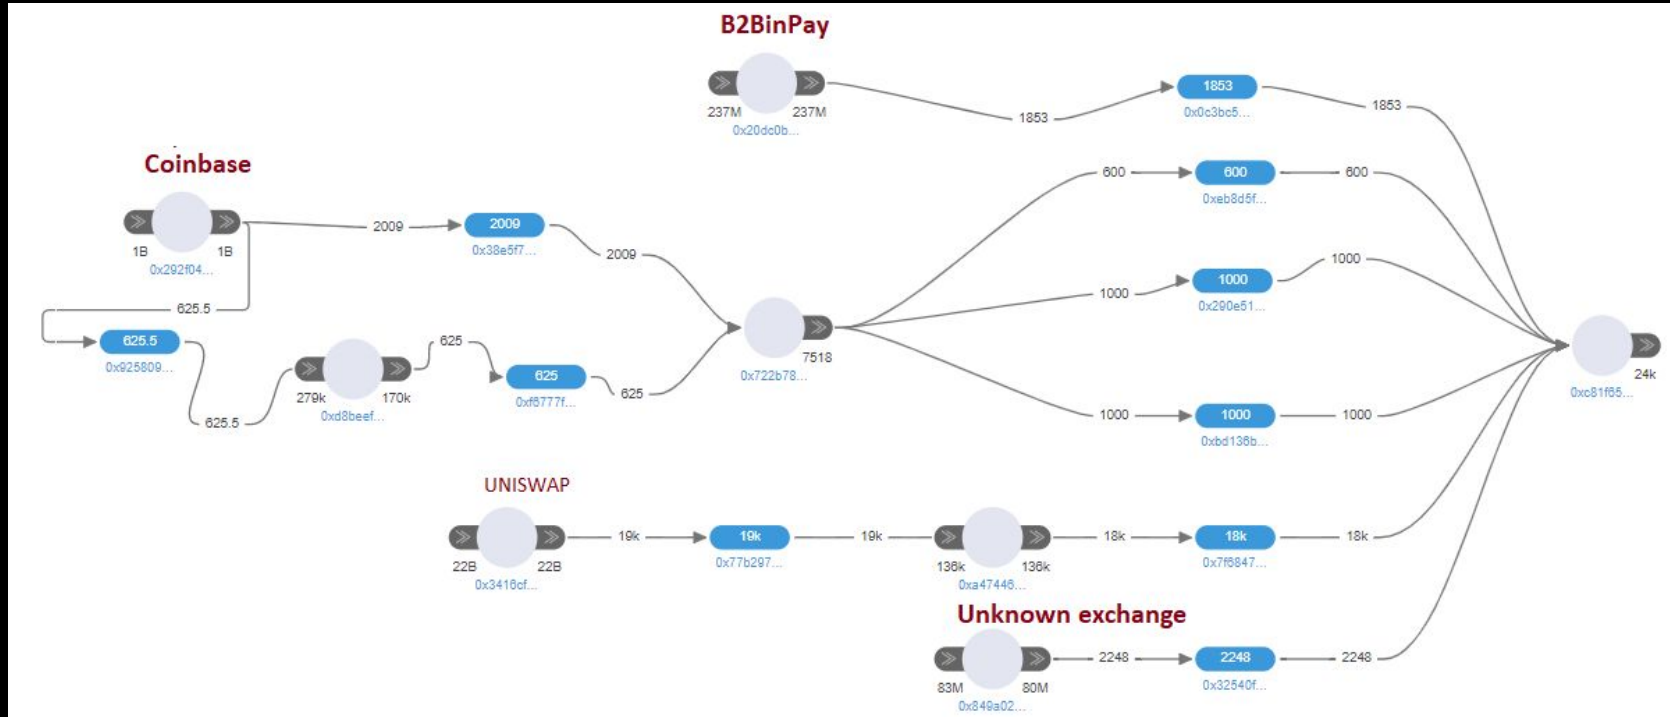 B2BinPay
237M
237M
0x20dc0b...
1853
1853
0x0c3bc5...
1853
Coinbase
1B
1B
0x292f04...
2009
2009
0x38e5f7...
2009
625.5
625.5
0x925809...
625.5
279k
170k
0xd8beef...
625
625
0xf6777f...
625
7518
0x722b78...
600
600
0xeb8d5f...
600
1000
1000
0x290e51...
1000
1000
1000
0xbd136b...
1000
24k
0xc81f65...
UNISWAP
22B
22B
0x3416cf...
19k
19k
0x77b297...
19k
136k
136k
0xa47446...
18k
18k
0x7f6847...
18k
Unknown exchange
83M
80M
0x849a02...
2248
2248
0x32540f...
2248